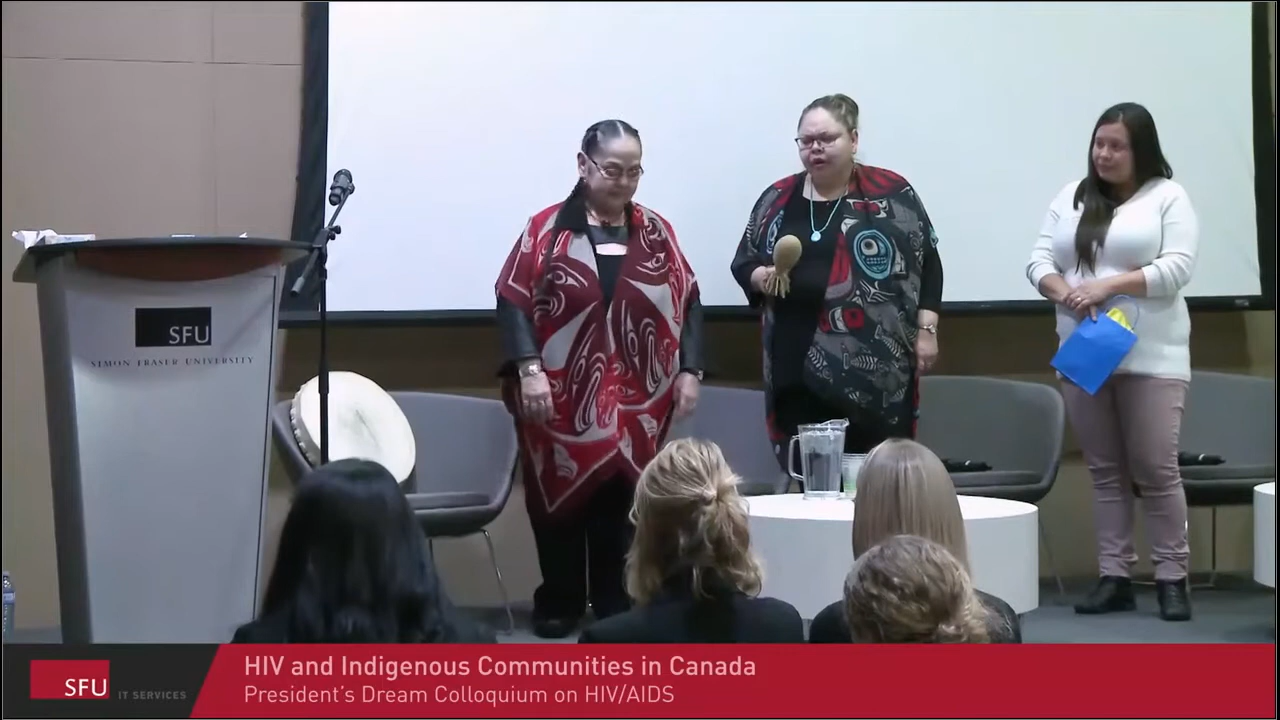 SFU
SIMON FRASER UNIVERSITY
SFU IT SERVICES
HIV and Indigenous Communities in Canada
President's Dream Colloquium on HIV/AIDS